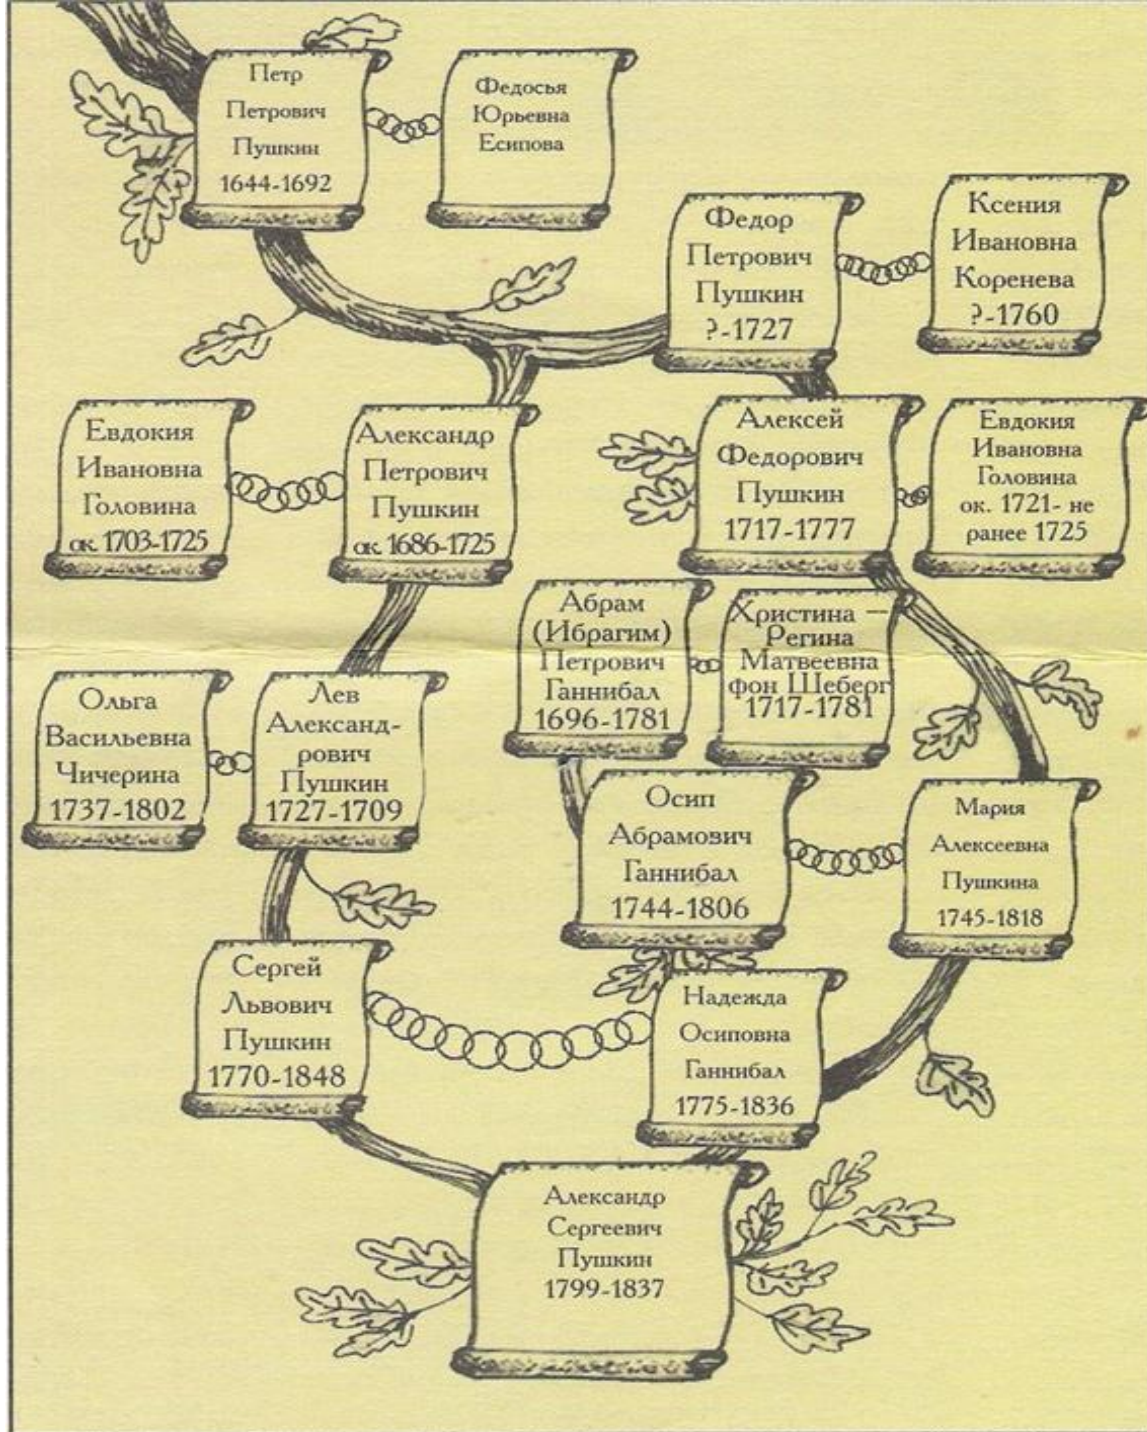 Петр
Петрович
Пушкин
1644-1692
Федосья
Юрьевна
Есипова
Федор
Петрович
Пушкин
?-1727
Ксения
Ивановна
Коренева
?-1760
Евдокия
Ивановна
Головина
ок. 1703-1725
Александр
Петрович
Пушкин
ок. 1686-1725
Алексей
Федорович
Пушкин
1717-1777
Евдокия
Ивановна
Головина
ок. 1721- не
ранее 1725
Абрам
(Ибрагим)
Петрович
Ганнибал
1696-1781
Христина —
Регина
Матвеевна
фон Шеберг
1717-1781
Ольга
Васильевна
Чичерина
1737-1802
Лев
Александ-
рович
Пушкин
1727-1709
Осип
Абрамович
Ганнибал
1744-1806
Мария
Алексеевна
Пушкина
1745-1818
Сергей
Львович
Пушкин
1770-1848
Надежда
Осиповна
Ганнибал
1775-1836
Александр
Сергеевич
Пушкин
1799-1837